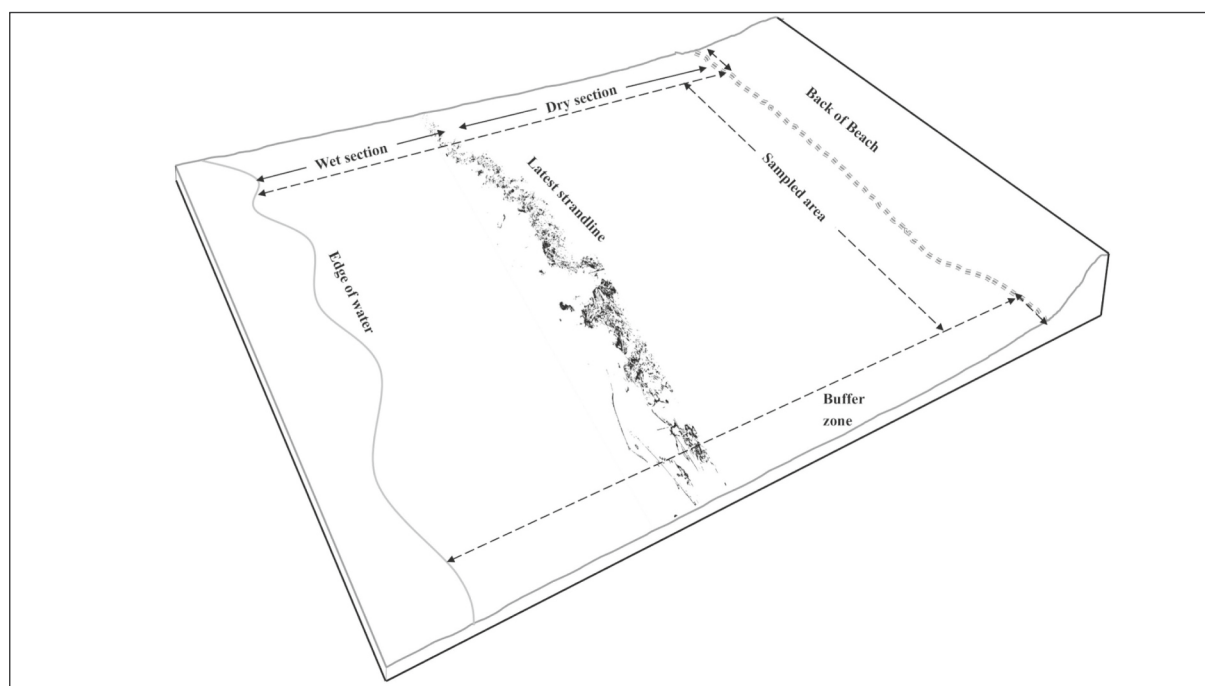 Dry section
Back of Beach
Wet section
Sampled area
Latest strandline
Edge of water
Buffer
zone